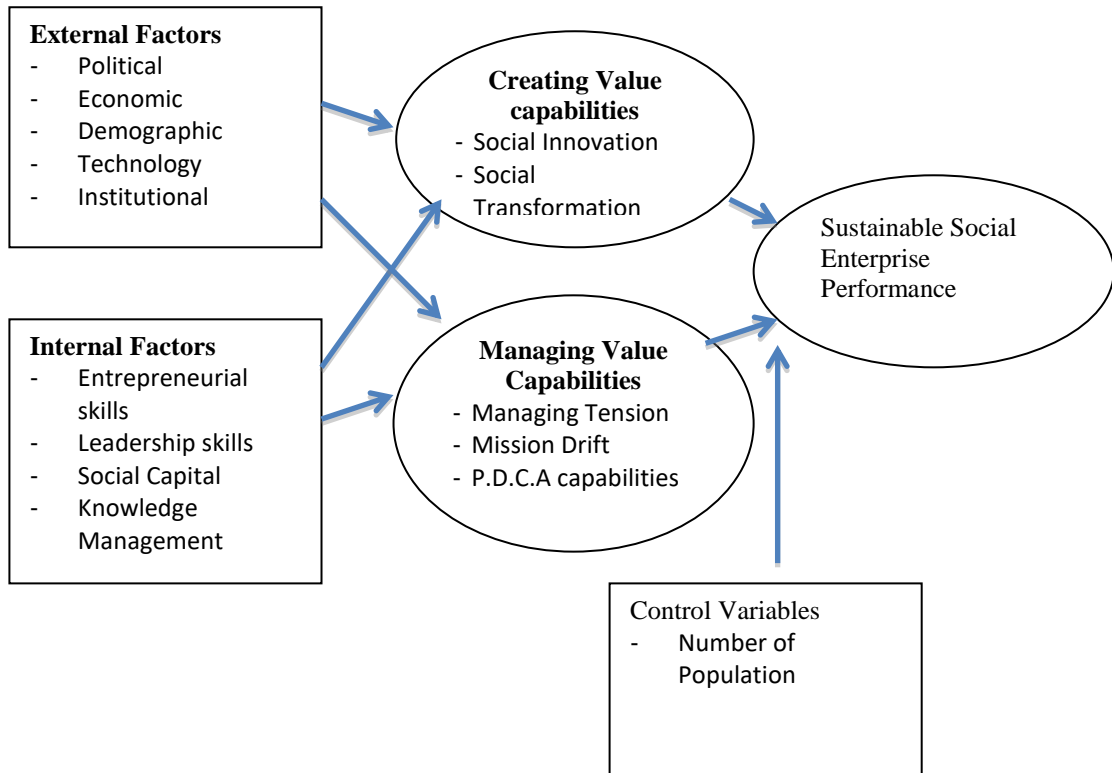 External Factors
- Political
- Economic
- Demographic
- Technology
- Institutional
Internal Factors
- Entrepreneurial
skills
- Leadership skills
- Social Capital
- Knowledge
Management
Creating Value
capabilities
- Social Innovation
- Social
Transformation
Managing Value
Capabilities
- Managing Tension
- Mission Drift
- P.D.C.A capabilities
Sustainable Social
Enterprise
Performance
Control Variables
- Number of
Population